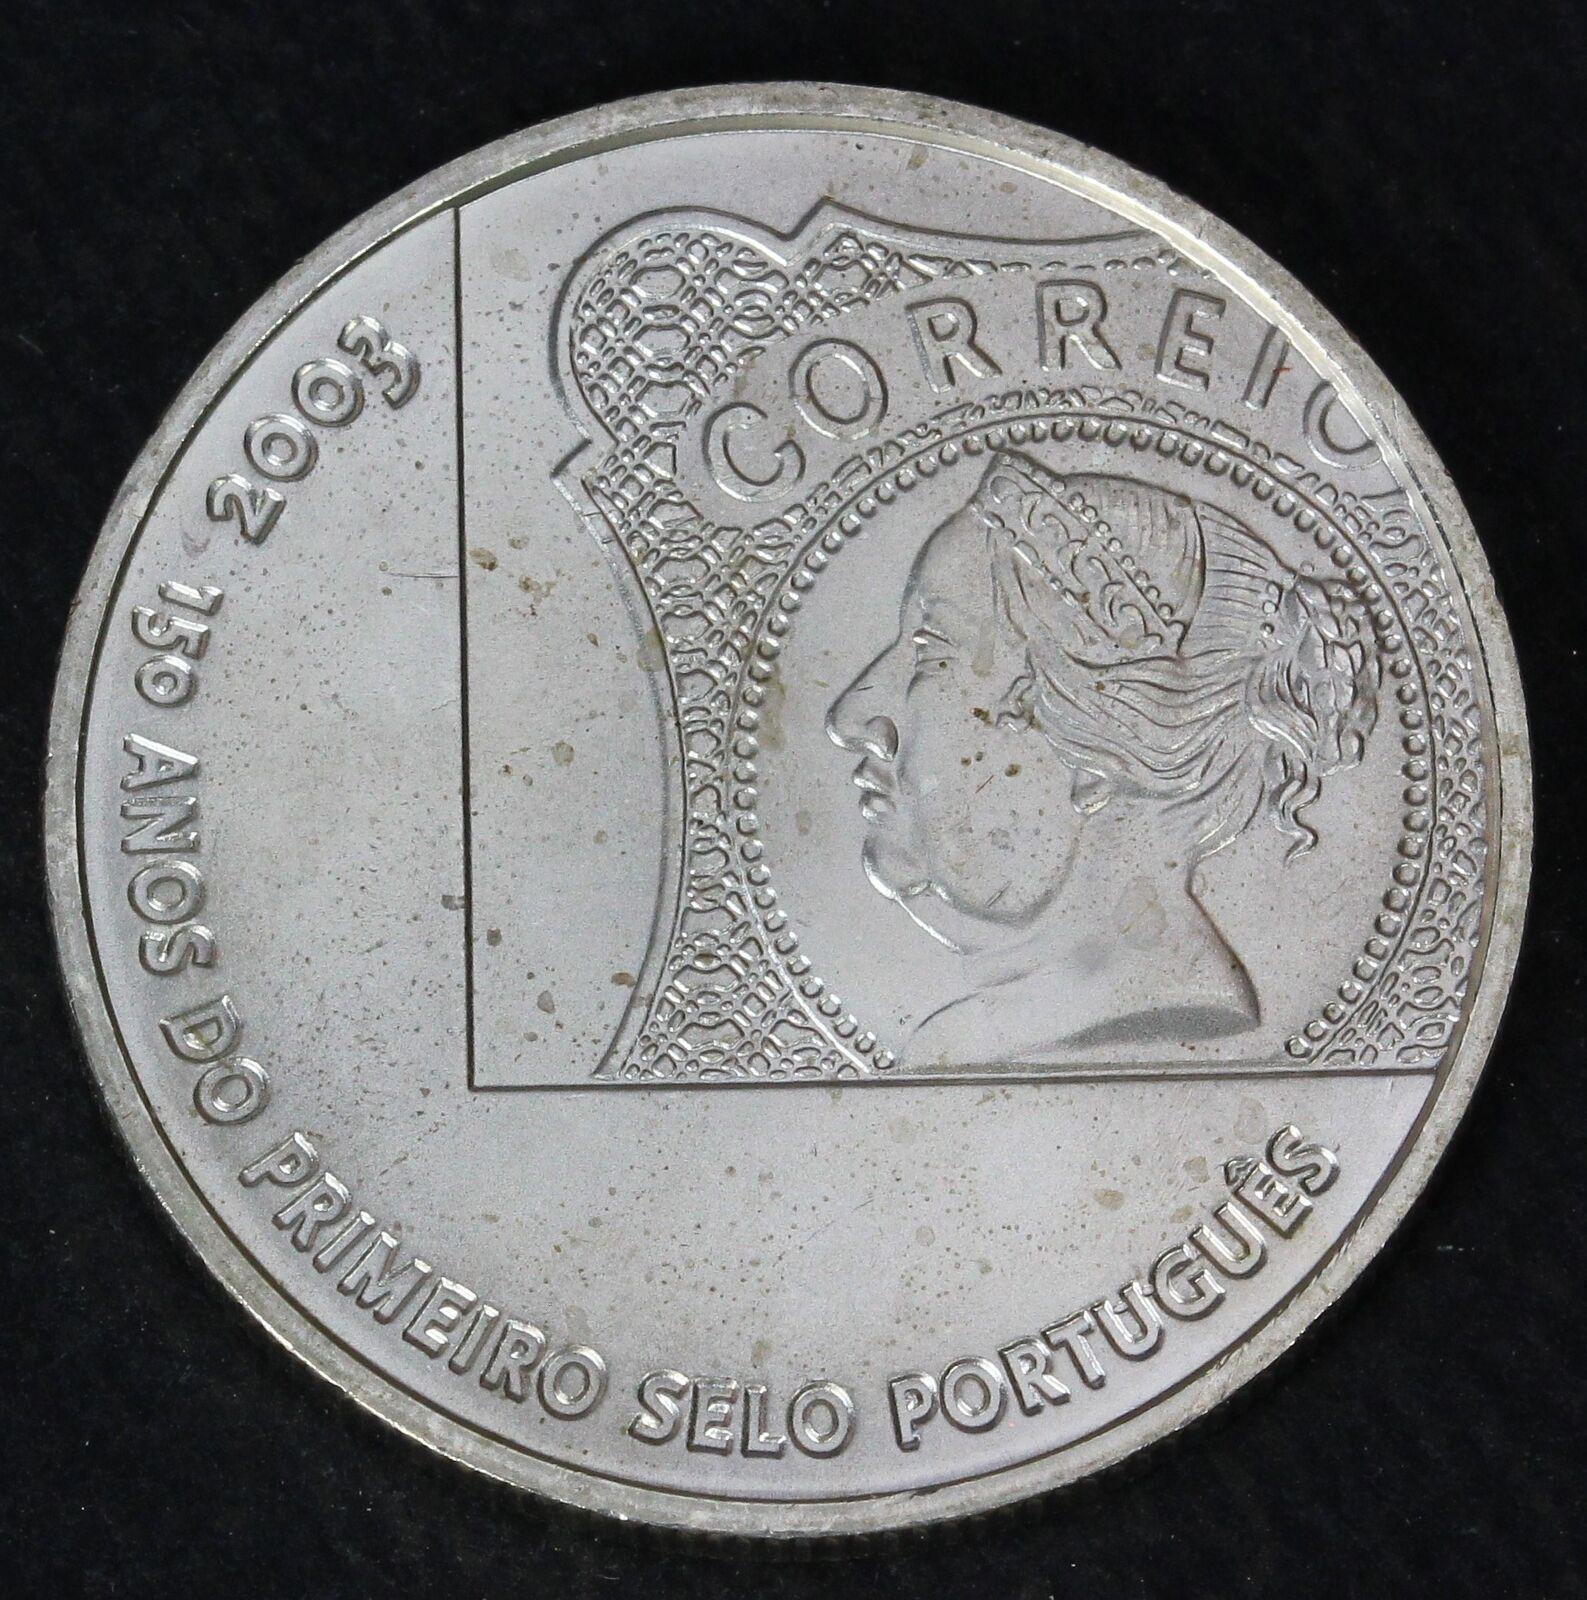 CORREIO
2003
150 ANOS DO PRIMEIRO SELO PORTUGUÊS